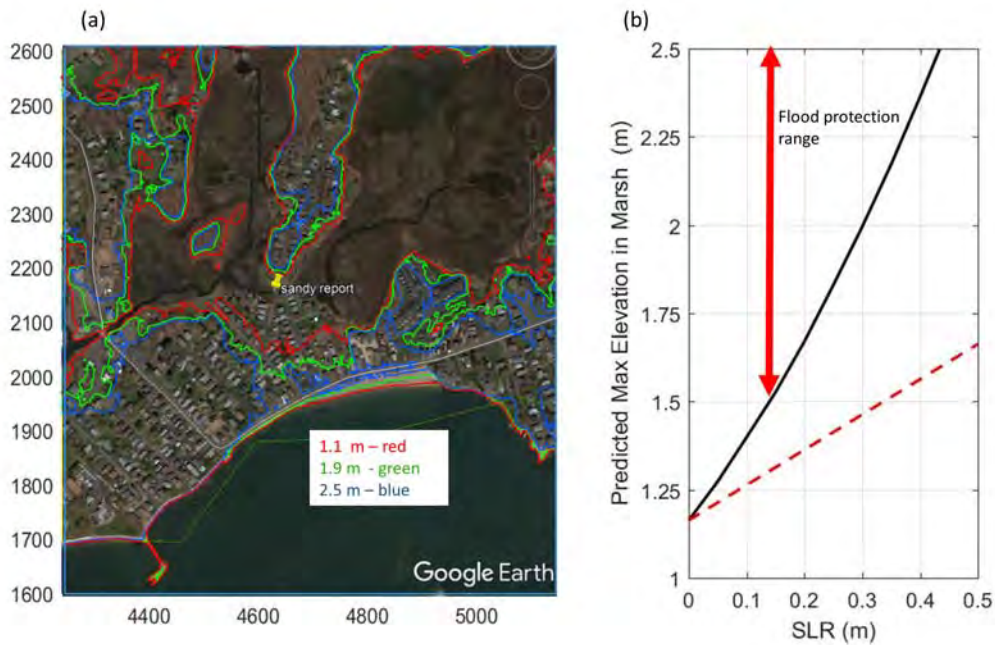 (a)
2600
2500
2400
2300
2200
2100
2000
1900
1800
1700
1600
4400
4600
4800
5000
sandy report
1.1 m – red
1.9 m - green
2.5 m – blue
Google Earth
(b)
Predicted Max Elevation in Marsh (m)
2.5
2.25
2
1.75
1.5
1.25
1
Flood protection
range
0
0.1
0.2
0.3
0.4
0.5
SLR (m)